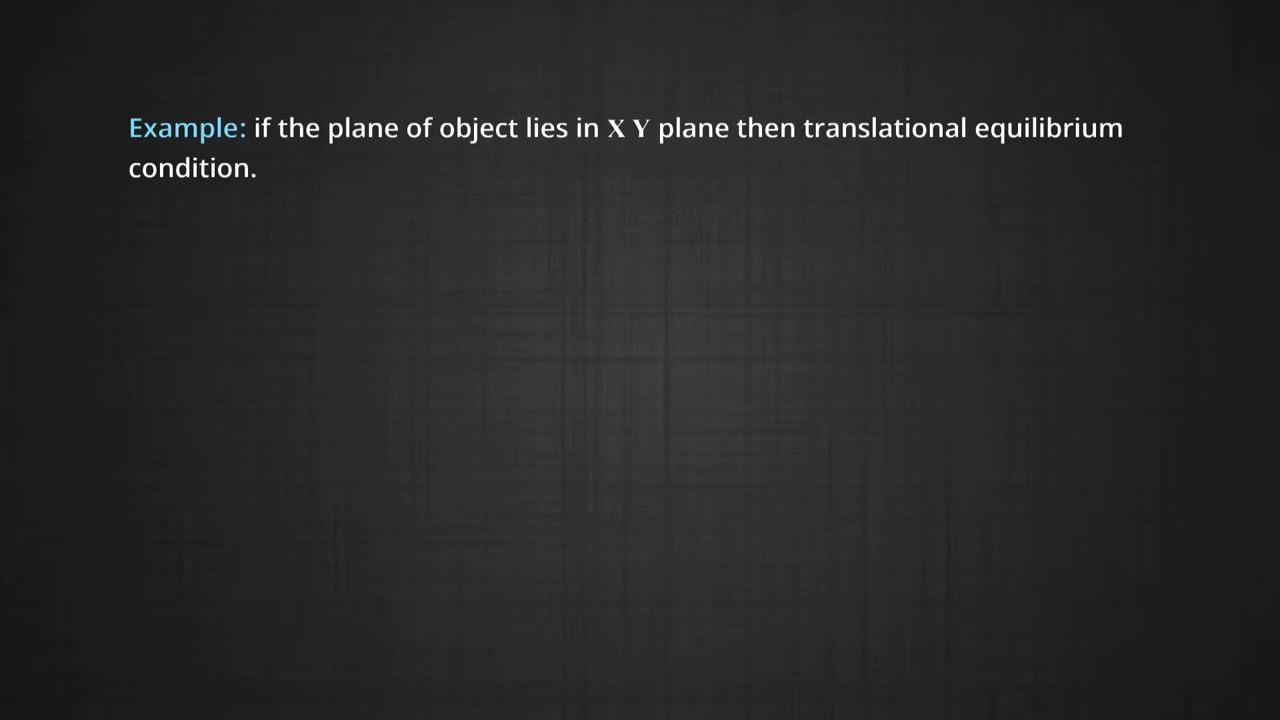 Example: if the plane of object lies in X Y plane then translational equilibrium
condition.